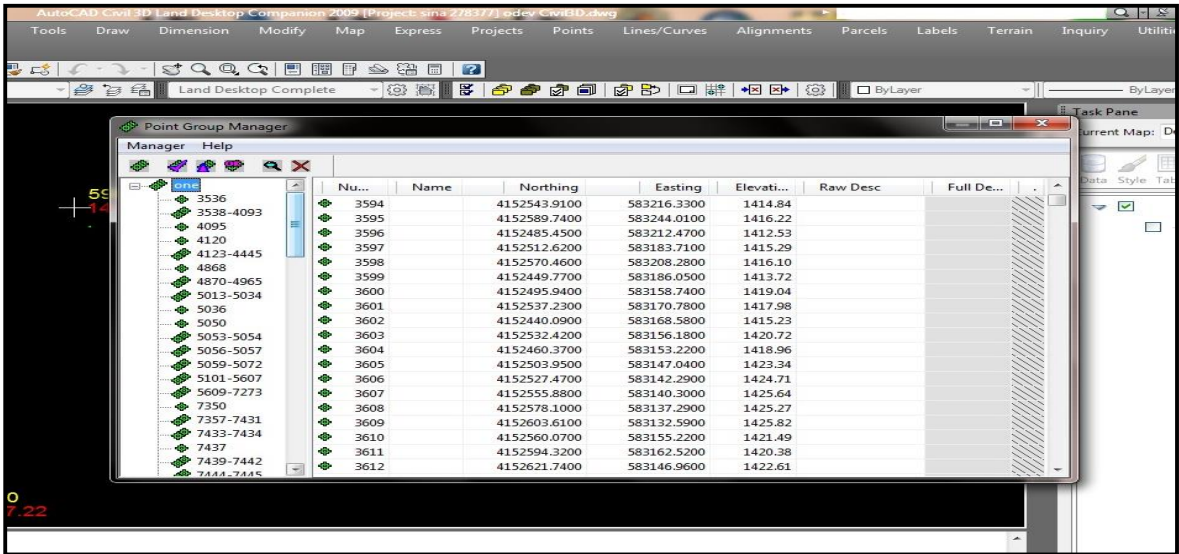 AutoCAD Civil 3D Land Desktop Companion 2009 [Project: sina 278377] odev Civil3D.dwg
Tools Draw Dimension Modify Map Express Projects Points Lines/Curves Alignments Parcels Labels Terrain Inquiry Utiliti
Land Desktop Complete ByLayer ByLayer
Task Pane
Current Map: De
Data Style Tab
Point Group Manager
Manager Help
one
3536
3538-4093
4095
4120
4123-4445
4868
4870-4965
5013-5034
5036
5050
5053-5054
5056-5057
5059-5072
5101-5607
5609-7273
7350
7357-7431
7433-7434
7437
7439-7442
7444-7445
Nu... Name Northing Easting Elevati... Raw Desc Full De... .
3594 4152543.9100 583216.3300 1414.84
3595 4152589.7400 583244.0100 1416.22
3596 4152485.4500 583212.4700 1412.53
3597 4152512.6200 583183.7100 1415.29
3598 4152570.4600 583208.2800 1416.10
3599 4152449.7700 583186.0500 1413.72
3600 4152495.9400 583158.7400 1419.04
3601 4152537.2300 583170.7800 1417.98
3602 4152440.0900 583168.5800 1415.23
3603 4152532.4200 583156.1800 1420.72
3604 4152460.3700 583153.2200 1418.96
3605 4152503.9500 583147.0400 1423.34
3606 4152527.4700 583142.2900 1424.71
3607 4152555.8800 583140.3000 1425.64
3608 4152578.1000 583137.2900 1425.27
3609 4152603.6100 583132.5900 1425.82
3610 4152560.0700 583155.2200 1421.49
3611 4152594.3200 583162.5200 1420.38
3612 4152621.7400 583146.9600 1422.61
59
14
0
7.22